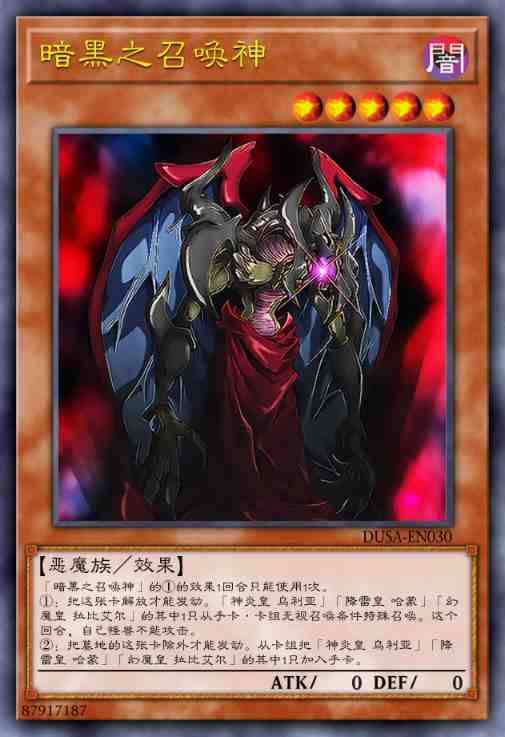 暗黑之召唤神
闇
DUSA-EN030
【恶魔族／效果】
「暗黑之召唤神」的①的效果1回合只能使用1次。
①：把这张卡解放才能发动。「神炎皇 乌利亚」「降雷皇 哈蒙」「幻
魔皇 拉比艾尔」的其中1只从手卡·卡组无视召唤条件特殊召唤。这个
回合，自己怪兽不能攻击。
②：把墓地的这张卡除外才能发动。从卡组把「神炎皇 乌利亚」「降
雷皇 哈蒙」「幻魔皇 拉比艾尔」的其中1只加入手卡。
ATK/ 0 DEF/ 0
87917187